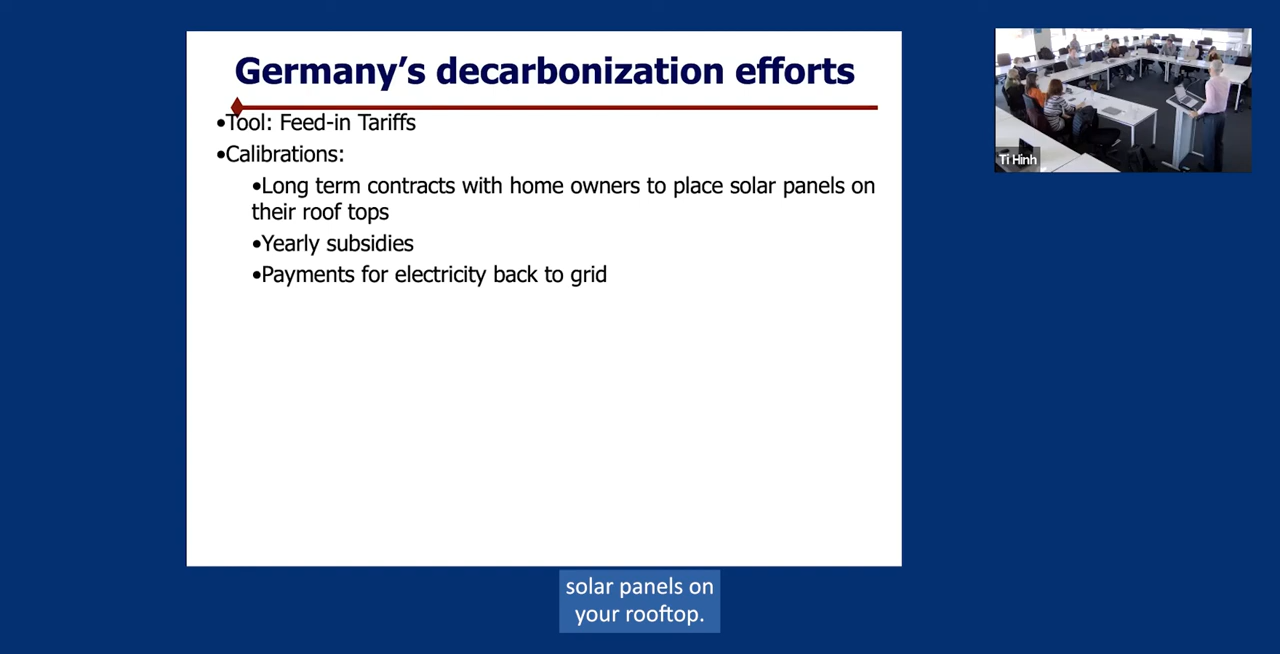 Germany's decarbonization efforts
•Tool: Feed-in Tariffs
•Calibrations:
•Long term contracts with home owners to place solar panels on
their roof tops
•Yearly subsidies
•Payments for electricity back to grid
Ti Hinh
solar panels on
your rooftop.